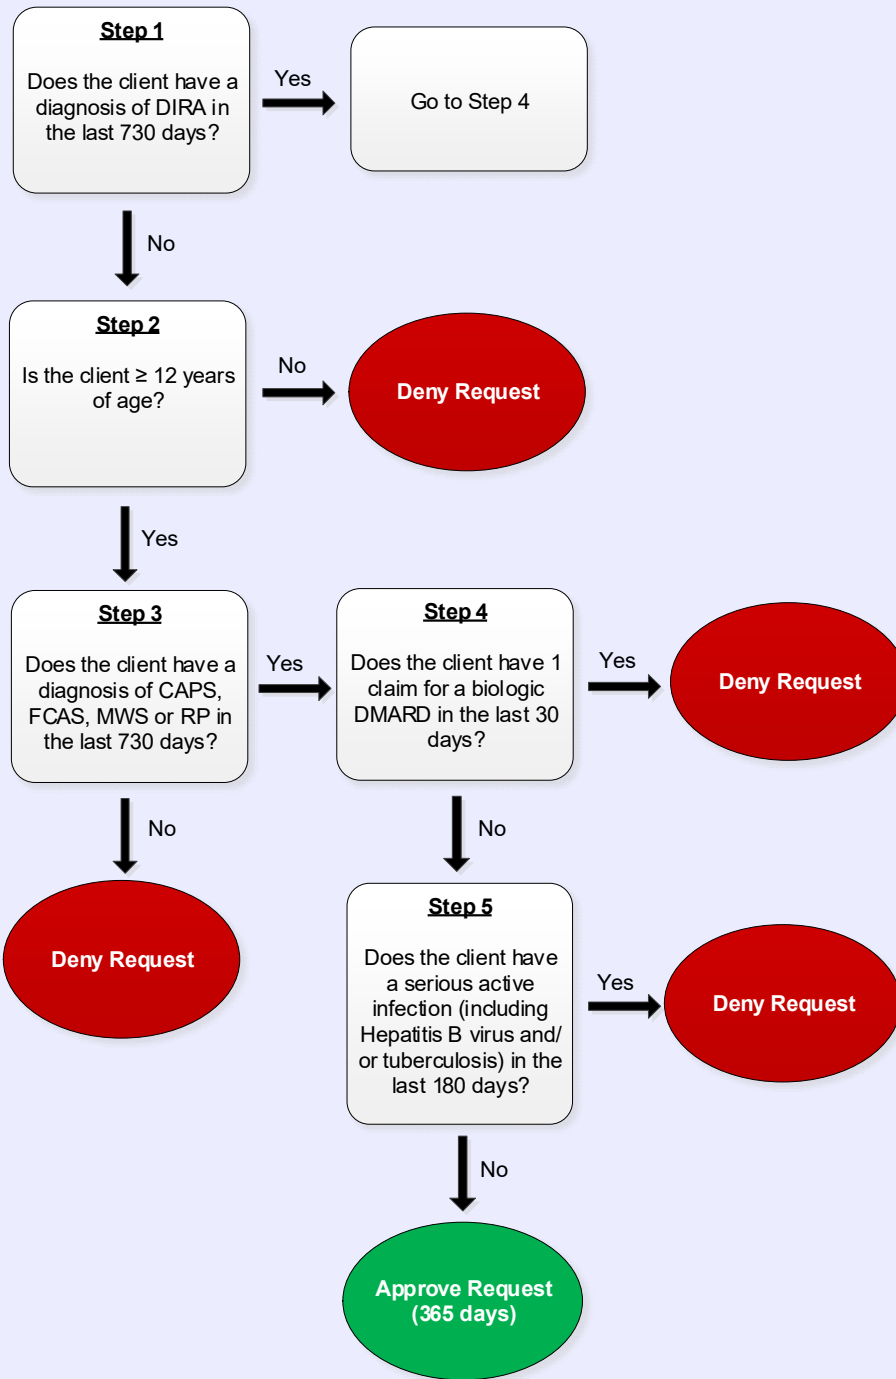 Step 1
Does the client have a
diagnosis of DIRA in
the last 730 days?
Yes
Go to Step 4
No
Step 2
Is the client ≥ 12 years
of age?
No
Deny Request
Yes
Step 3
Does the client have a
diagnosis of CAPS,
FCAS, MWS or RP in
the last 730 days?
Yes
Step 4
Does the client have 1
claim for a biologic
DMARD in the last 30
days?
Yes
Deny Request
No
Deny Request
No
Step 5
Does the client have
a serious active
infection (including
Hepatitis B virus and/
or tuberculosis) in the
last 180 days?
Yes
Deny Request
No
Approve Request
(365 days)